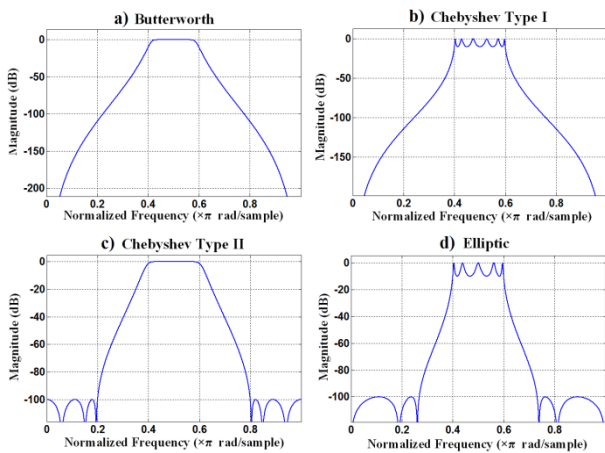 a) Butterworth
0
-50
-100
-150
-200
Magnitude (dB)
0 0.2 0.4 0.6 0.8
Normalized Frequency (×π rad/sample)
b) Chebyshev Type I
0
-50
-100
-150
Magnitude (dB)
0 0.2 0.4 0.6 0.8
Normalized Frequency (×π rad/sample)
c) Chebyshev Type II
0
-20
-40
-60
-80
-100
Magnitude (dB)
0 0.2 0.4 0.6 0.8
Normalized Frequency (×π rad/sample)
d) Elliptic
0
-20
-40
-60
-80
-100
Magnitude (dB)
0 0.2 0.4 0.6 0.8
Normalized Frequency (×π rad/sample)